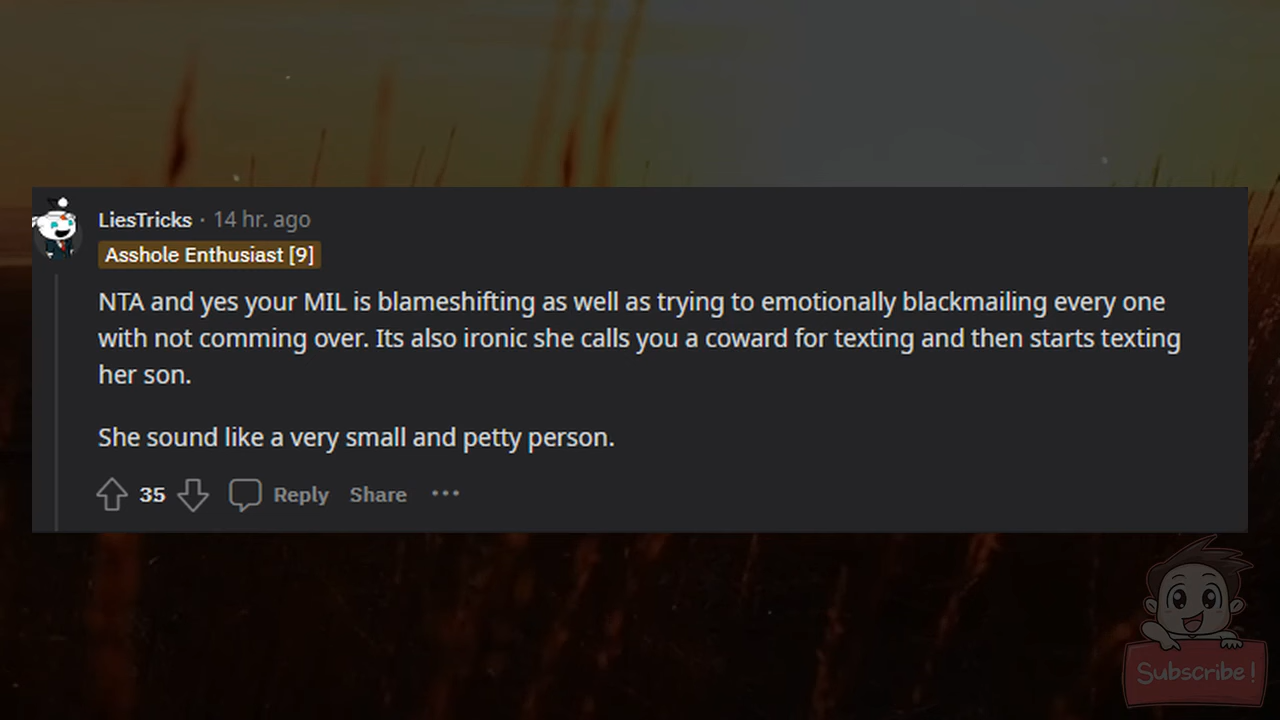 LiesTricks · 14 hr. ago
Asshole Enthusiast [9]
NTA and yes your MIL is blameshifting as well as trying to emotionally blackmailing every one
with not comming over. Its also ironic she calls you a coward for texting and then starts texting
her son.
She sound like a very small and petty person.
35 Reply Share ···
Subscribe!